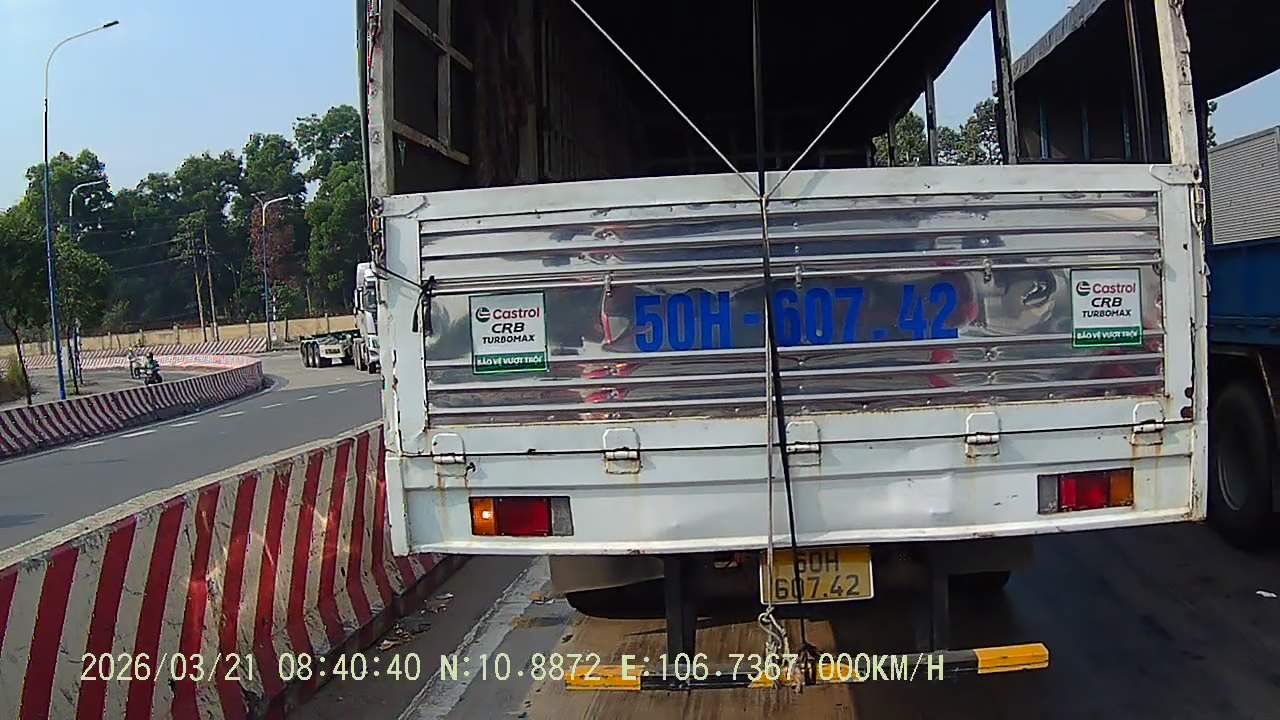 50H-607.42
Castrol
CRB
TURBOMAX
BẢO VỆ VƯỢT TRỘI
Castrol
CRB
TURBOMAX
BẢO VỆ VƯỢT TRỘI
50H
607.42
2026/03/21 08:40:40 N:10.8872 E:106.7367 000KM/H